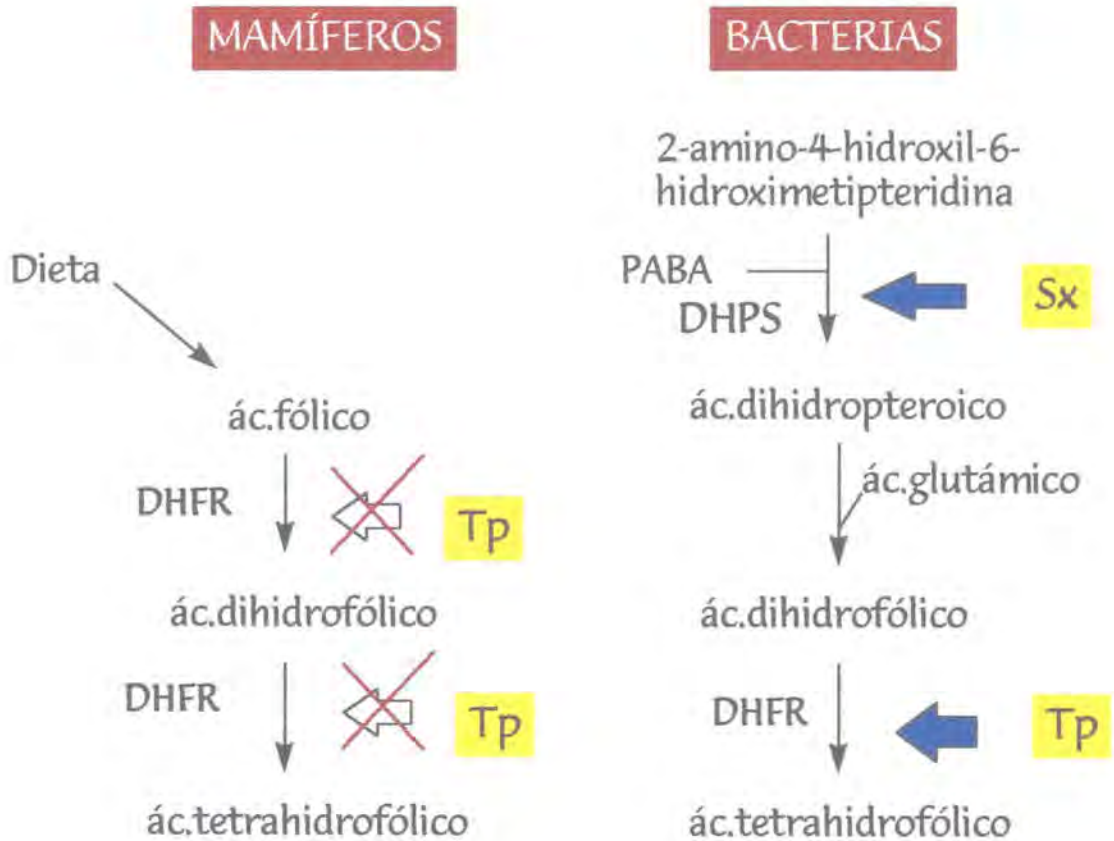 MAMÍFEROS
Dieta
ác.fólico
DHFR
Tp
ác.dihidrofólico
DHFR
Tp
ác.tetrahidrofólico
BACTERIAS
2-amino-4-hidroxil-6-
hidroximetipteridina
PABA
DHPS
Sx
ác.dihidropteroico
ác.glutámico
ác.dihidrofólico
DHFR
Tp
ác.tetrahidrofólico